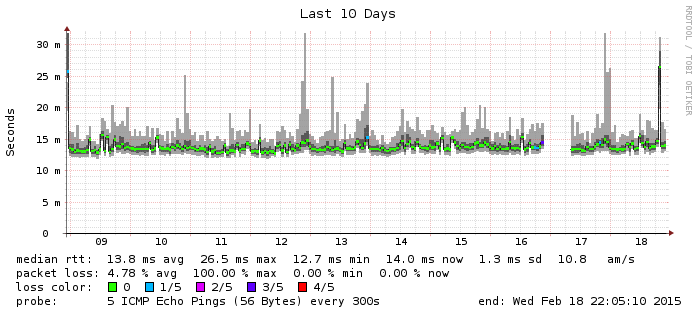 Last 10 Days
RRDTOOL / TOBI OETIKER
Seconds
30 m
25 m
20 m
15 m
10 m
5 m
0
09 10 11 12 13 14 15 16 17 18
median rtt: 13.8 ms avg 26.5 ms max 12.7 ms min 14.0 ms now 1.3 ms sd 10.8 am/s
packet loss: 4.78 % avg 100.00 % max 0.00 % min 0.00 % now
loss color: 0 1/5 2/5 3/5 4/5
probe: 5 ICMP Echo Pings (56 Bytes) every 300s end: Wed Feb 18 22:05:10 2015